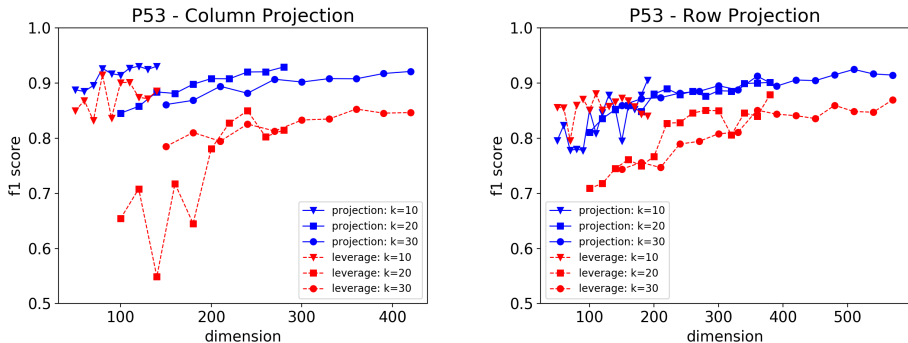 P53 - Column Projection
1.0
0.9
0.8
0.7
0.6
0.5
f1 score
100
200
300
400
dimension
projection: k=10
projection: k=20
projection: k=30
leverage: k=10
leverage: k=20
leverage: k=30
P53 - Row Projection
1.0
0.9
0.8
0.7
0.6
0.5
f1 score
100
200
300
400
500
dimension
projection: k=10
projection: k=20
projection: k=30
leverage: k=10
leverage: k=20
leverage: k=30